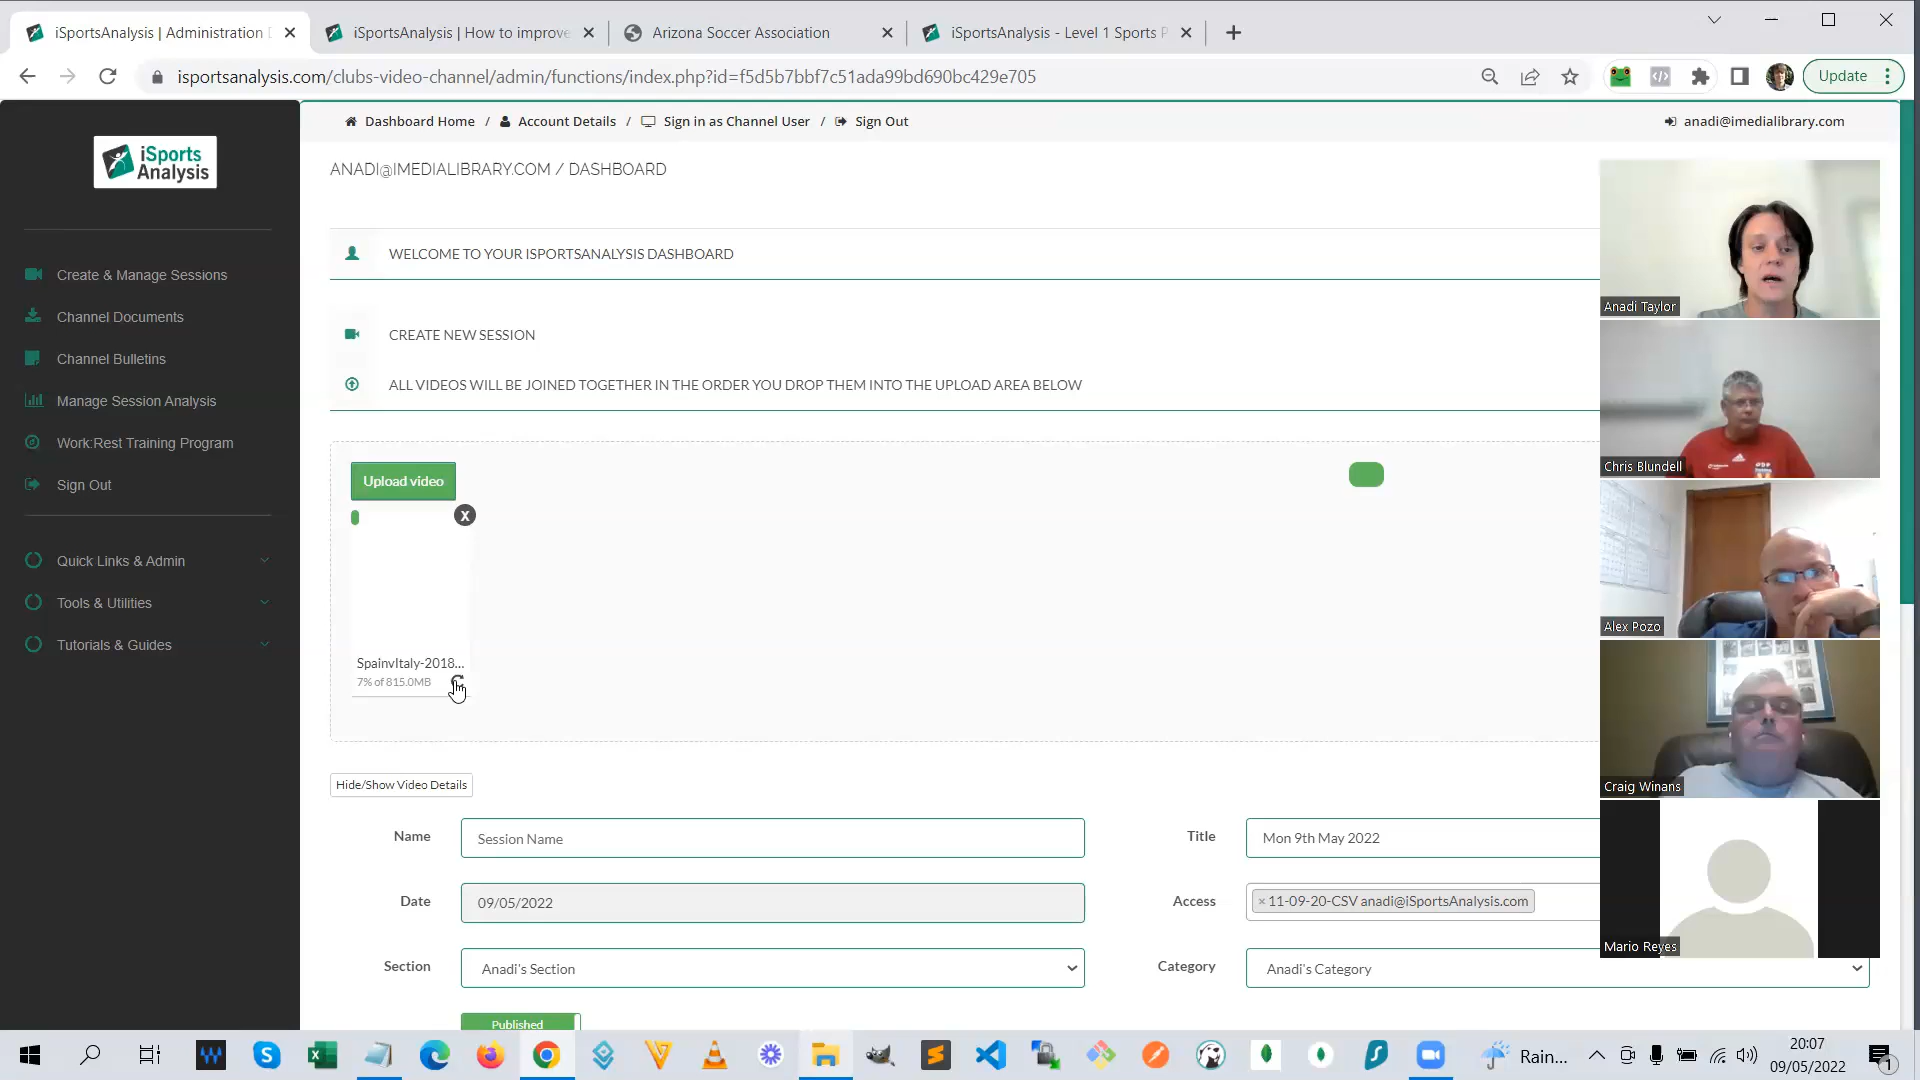 iSportsAnalysis | Administration D
iSportsAnalysis | How to improve
Arizona Soccer Association
iSportsAnalysis - Level 1 Sports P
isportsanalysis.com/clubs-video-channel/admin/functions/index.php?id=f5d5b7bbf7c51ada99bd690bc429e705
Update
iSports
Analysis
Dashboard Home / Account Details / Sign in as Channel User / Sign Out
anadi@imedialibrary.com
ANADI@IMEDIALIBRARY.COM / DASHBOARD
WELCOME TO YOUR ISPORTSANALYSIS DASHBOARD
Create & Manage Sessions
Channel Documents
Channel Bulletins
Manage Session Analysis
Work:Rest Training Program
Sign Out
Quick Links & Admin
Tools & Utilities
Tutorials & Guides
CREATE NEW SESSION
ALL VIDEOS WILL BE JOINED TOGETHER IN THE ORDER YOU DROP THEM INTO THE UPLOAD AREA BELOW
Upload video
X
SpainvItaly-2018...
7% of 815.0MB
Hide/Show Video Details
Name
Session Name
Title
Mon 9th May 2022
Date
09/05/2022
Access
× 11-09-20-CSV anadi@iSportsAnalysis.com
Section
Anadi's Section
Category
Anadi's Category
Published
Anadi Taylor
Chris Blundell
Alex Pozo
Craig Winans
Mario Reyes
Rain...
20:07
09/05/2022
1